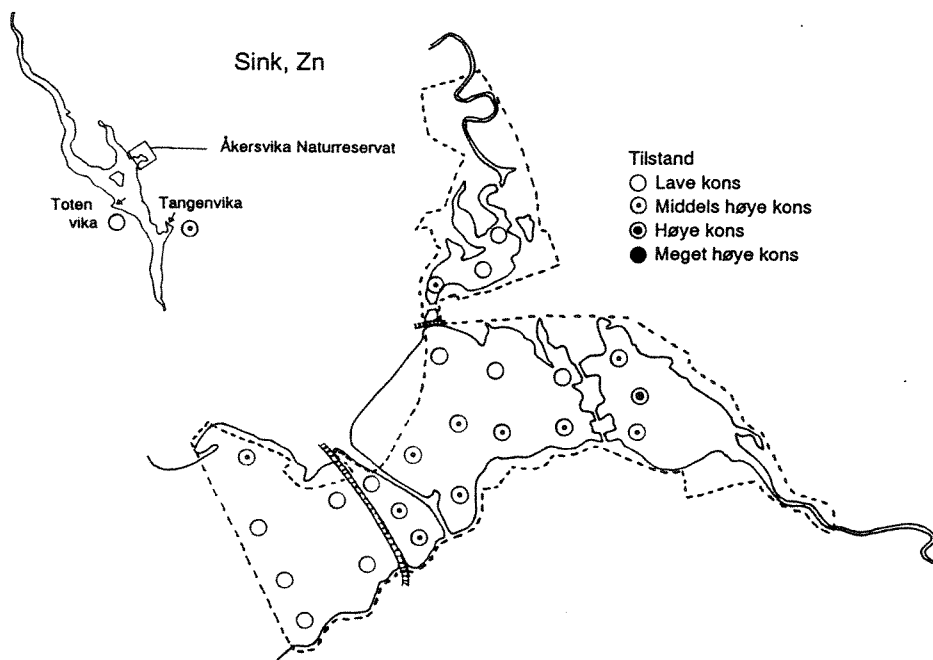 Sink, Zn
Åkersvika Naturreservat
Toten
vika
Tangenvika
Tilstand
Lave kons
Middels høye kons
Høye kons
Meget høye kons